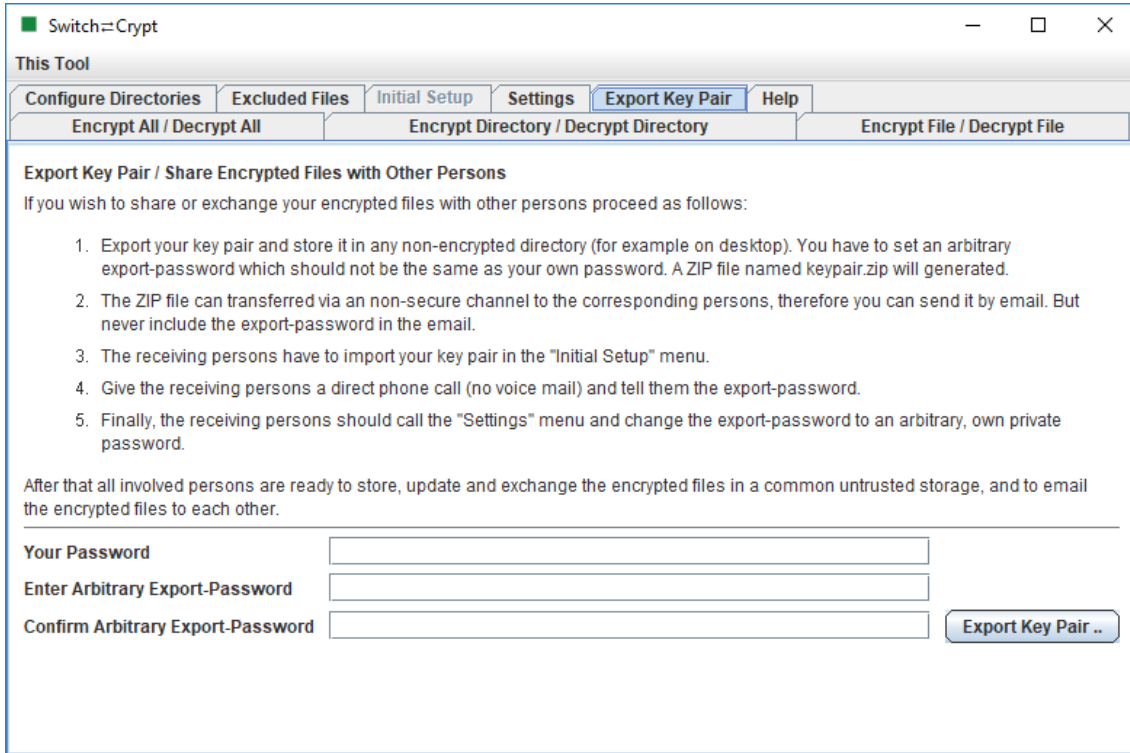 Switch⇄Crypt
This Tool
Configure Directories Excluded Files Initial Setup Settings Export Key Pair Help
Encrypt All / Decrypt All Encrypt Directory / Decrypt Directory Encrypt File / Decrypt File
Export Key Pair / Share Encrypted Files with Other Persons
If you wish to share or exchange your encrypted files with other persons proceed as follows:
1. Export your key pair and store it in any non-encrypted directory (for example on desktop). You have to set an arbitrary
export-password which should not be the same as your own password. A ZIP file named keypair.zip will generated.
2. The ZIP file can transferred via an non-secure channel to the corresponding persons, therefore you can send it by email. But
never include the export-password in the email.
3. The receiving persons have to import your key pair in the "Initial Setup" menu.
4. Give the receiving persons a direct phone call (no voice mail) and tell them the export-password.
5. Finally, the receiving persons should call the "Settings" menu and change the export-password to an arbitrary, own private
password.
After that all involved persons are ready to store, update and exchange the encrypted files in a common untrusted storage, and to email
the encrypted files to each other.
Your Password
Enter Arbitrary Export-Password
Confirm Arbitrary Export-Password Export Key Pair ..